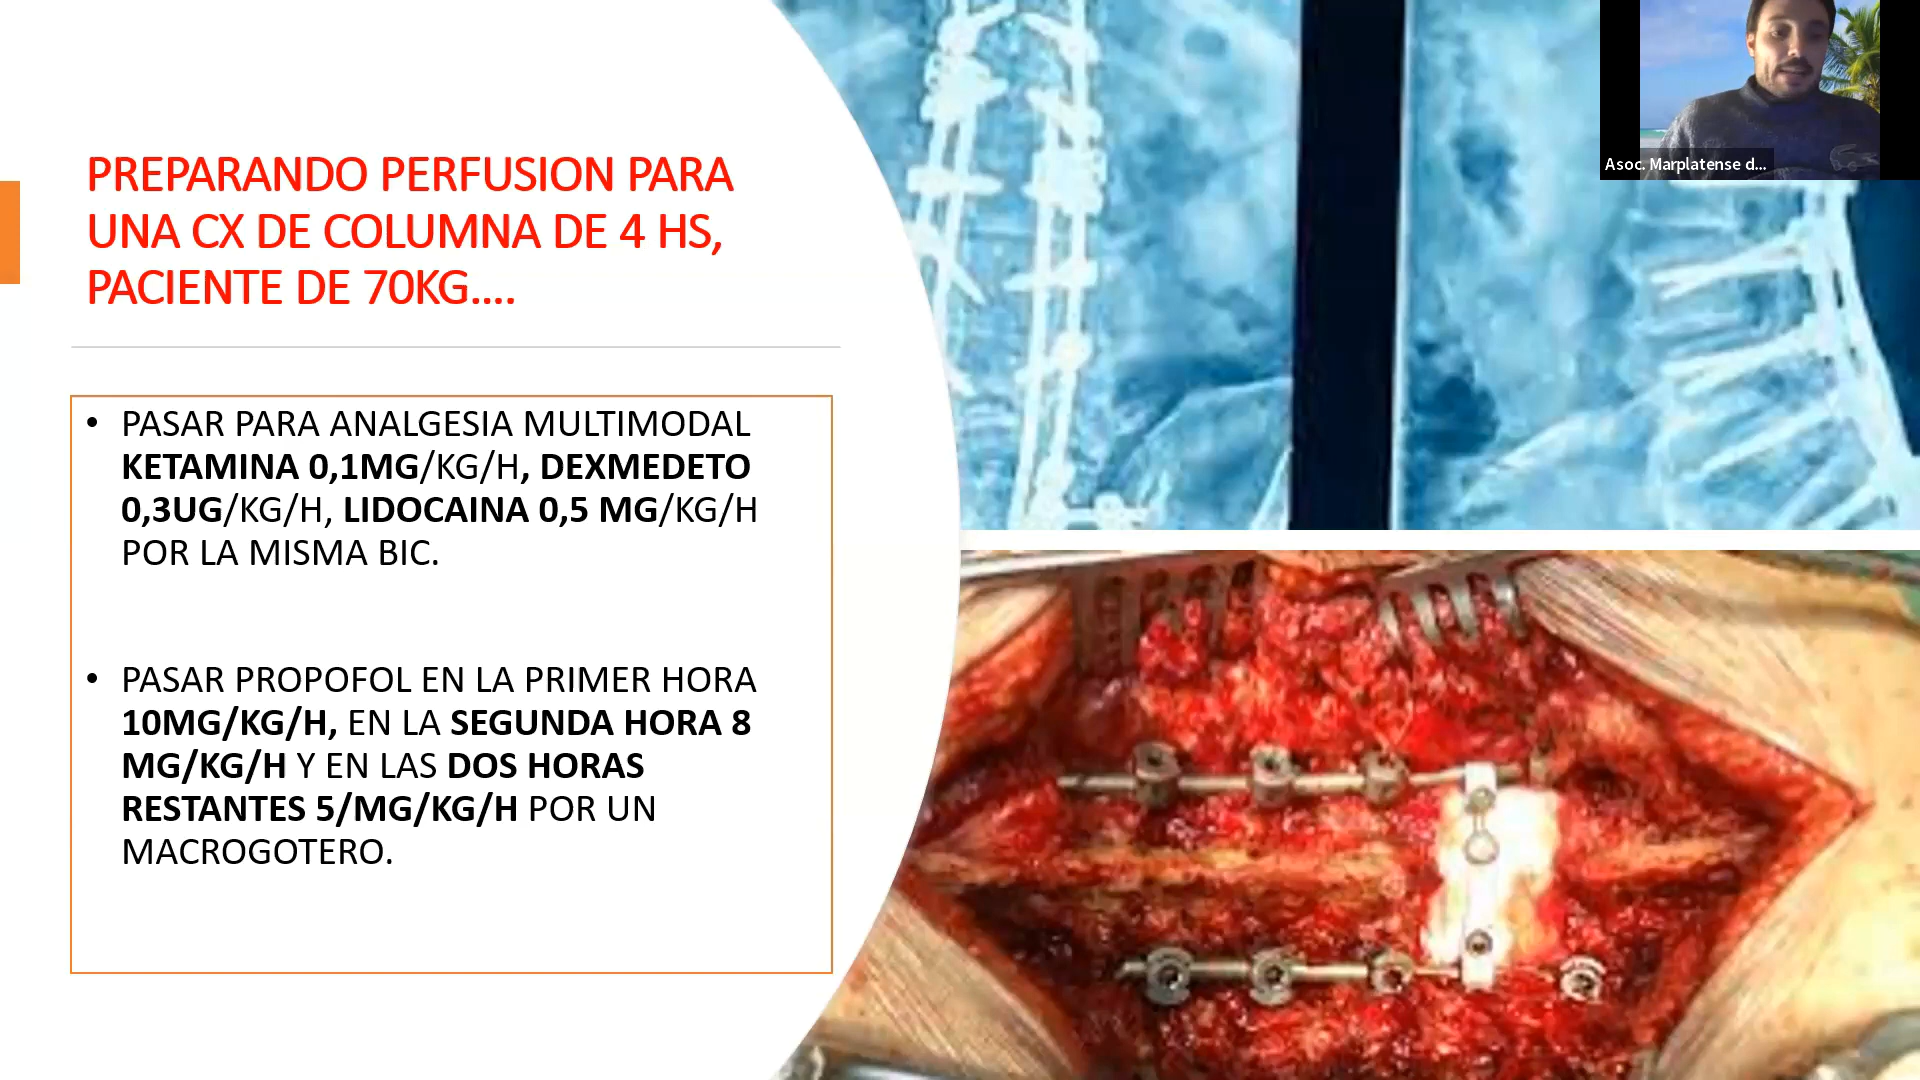 PREPARANDO PERFUSION PARA
UNA CX DE COLUMNA DE 4 HS,
PACIENTE DE 70KG....
• PASAR PARA ANALGESIA MULTIMODAL
KETAMINA 0,1MG/KG/H, DEXMEDETO
0,3UG/KG/H, LIDOCAINA 0,5 MG/KG/H
POR LA MISMA BIC.
• PASAR PROPOFOL EN LA PRIMER HORA
10MG/KG/H, EN LA SEGUNDA HORA 8
MG/KG/H Y EN LAS DOS HORAS
RESTANTES 5/MG/KG/H POR UN
MACROGOTERO.
Asoc. Marplatense d...